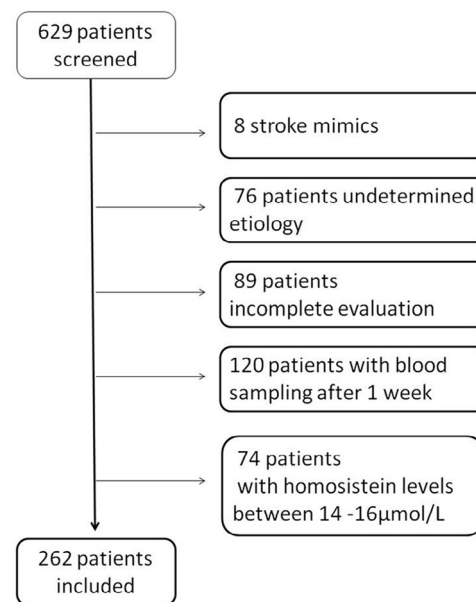 629 patients
screened
8 stroke mimics
76 patients undetermined
etiology
89 patients
incomplete evaluation
120 patients with blood
sampling after 1 week
74 patients
with homosistein levels
between 14 -16µmol/L
262 patients
included